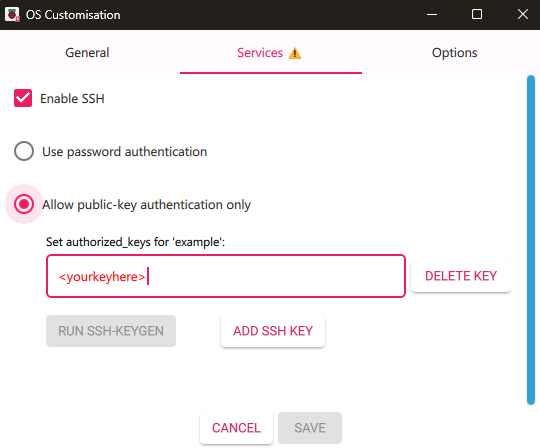 OS Customisation
General Services Options
Enable SSH
Use password authentication
Allow public-key authentication only
Set authorized_keys for 'example':
<yourkeyhere> DELETE KEY
RUN SSH-KEYGEN ADD SSH KEY
CANCEL SAVE